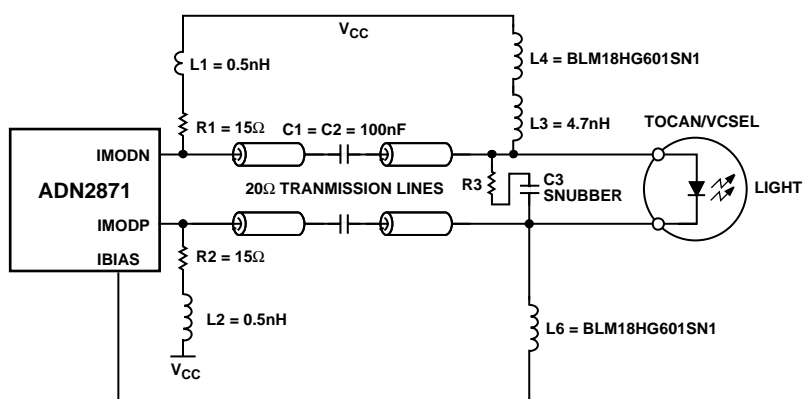 VCC
L1 = 0.5nH
L4 = BLM18HG601SN1
R1 = 15Ω
C1 = C2 = 100nF
L3 = 4.7nH
TOCAN/VCSEL
IMODN
ADN2871
20Ω TRANMISSION LINES
R3
C3
SNUBBER
LIGHT
IMODP
IBIAS
R2 = 15Ω
L2 = 0.5nH
L6 = BLM18HG601SN1
VCC